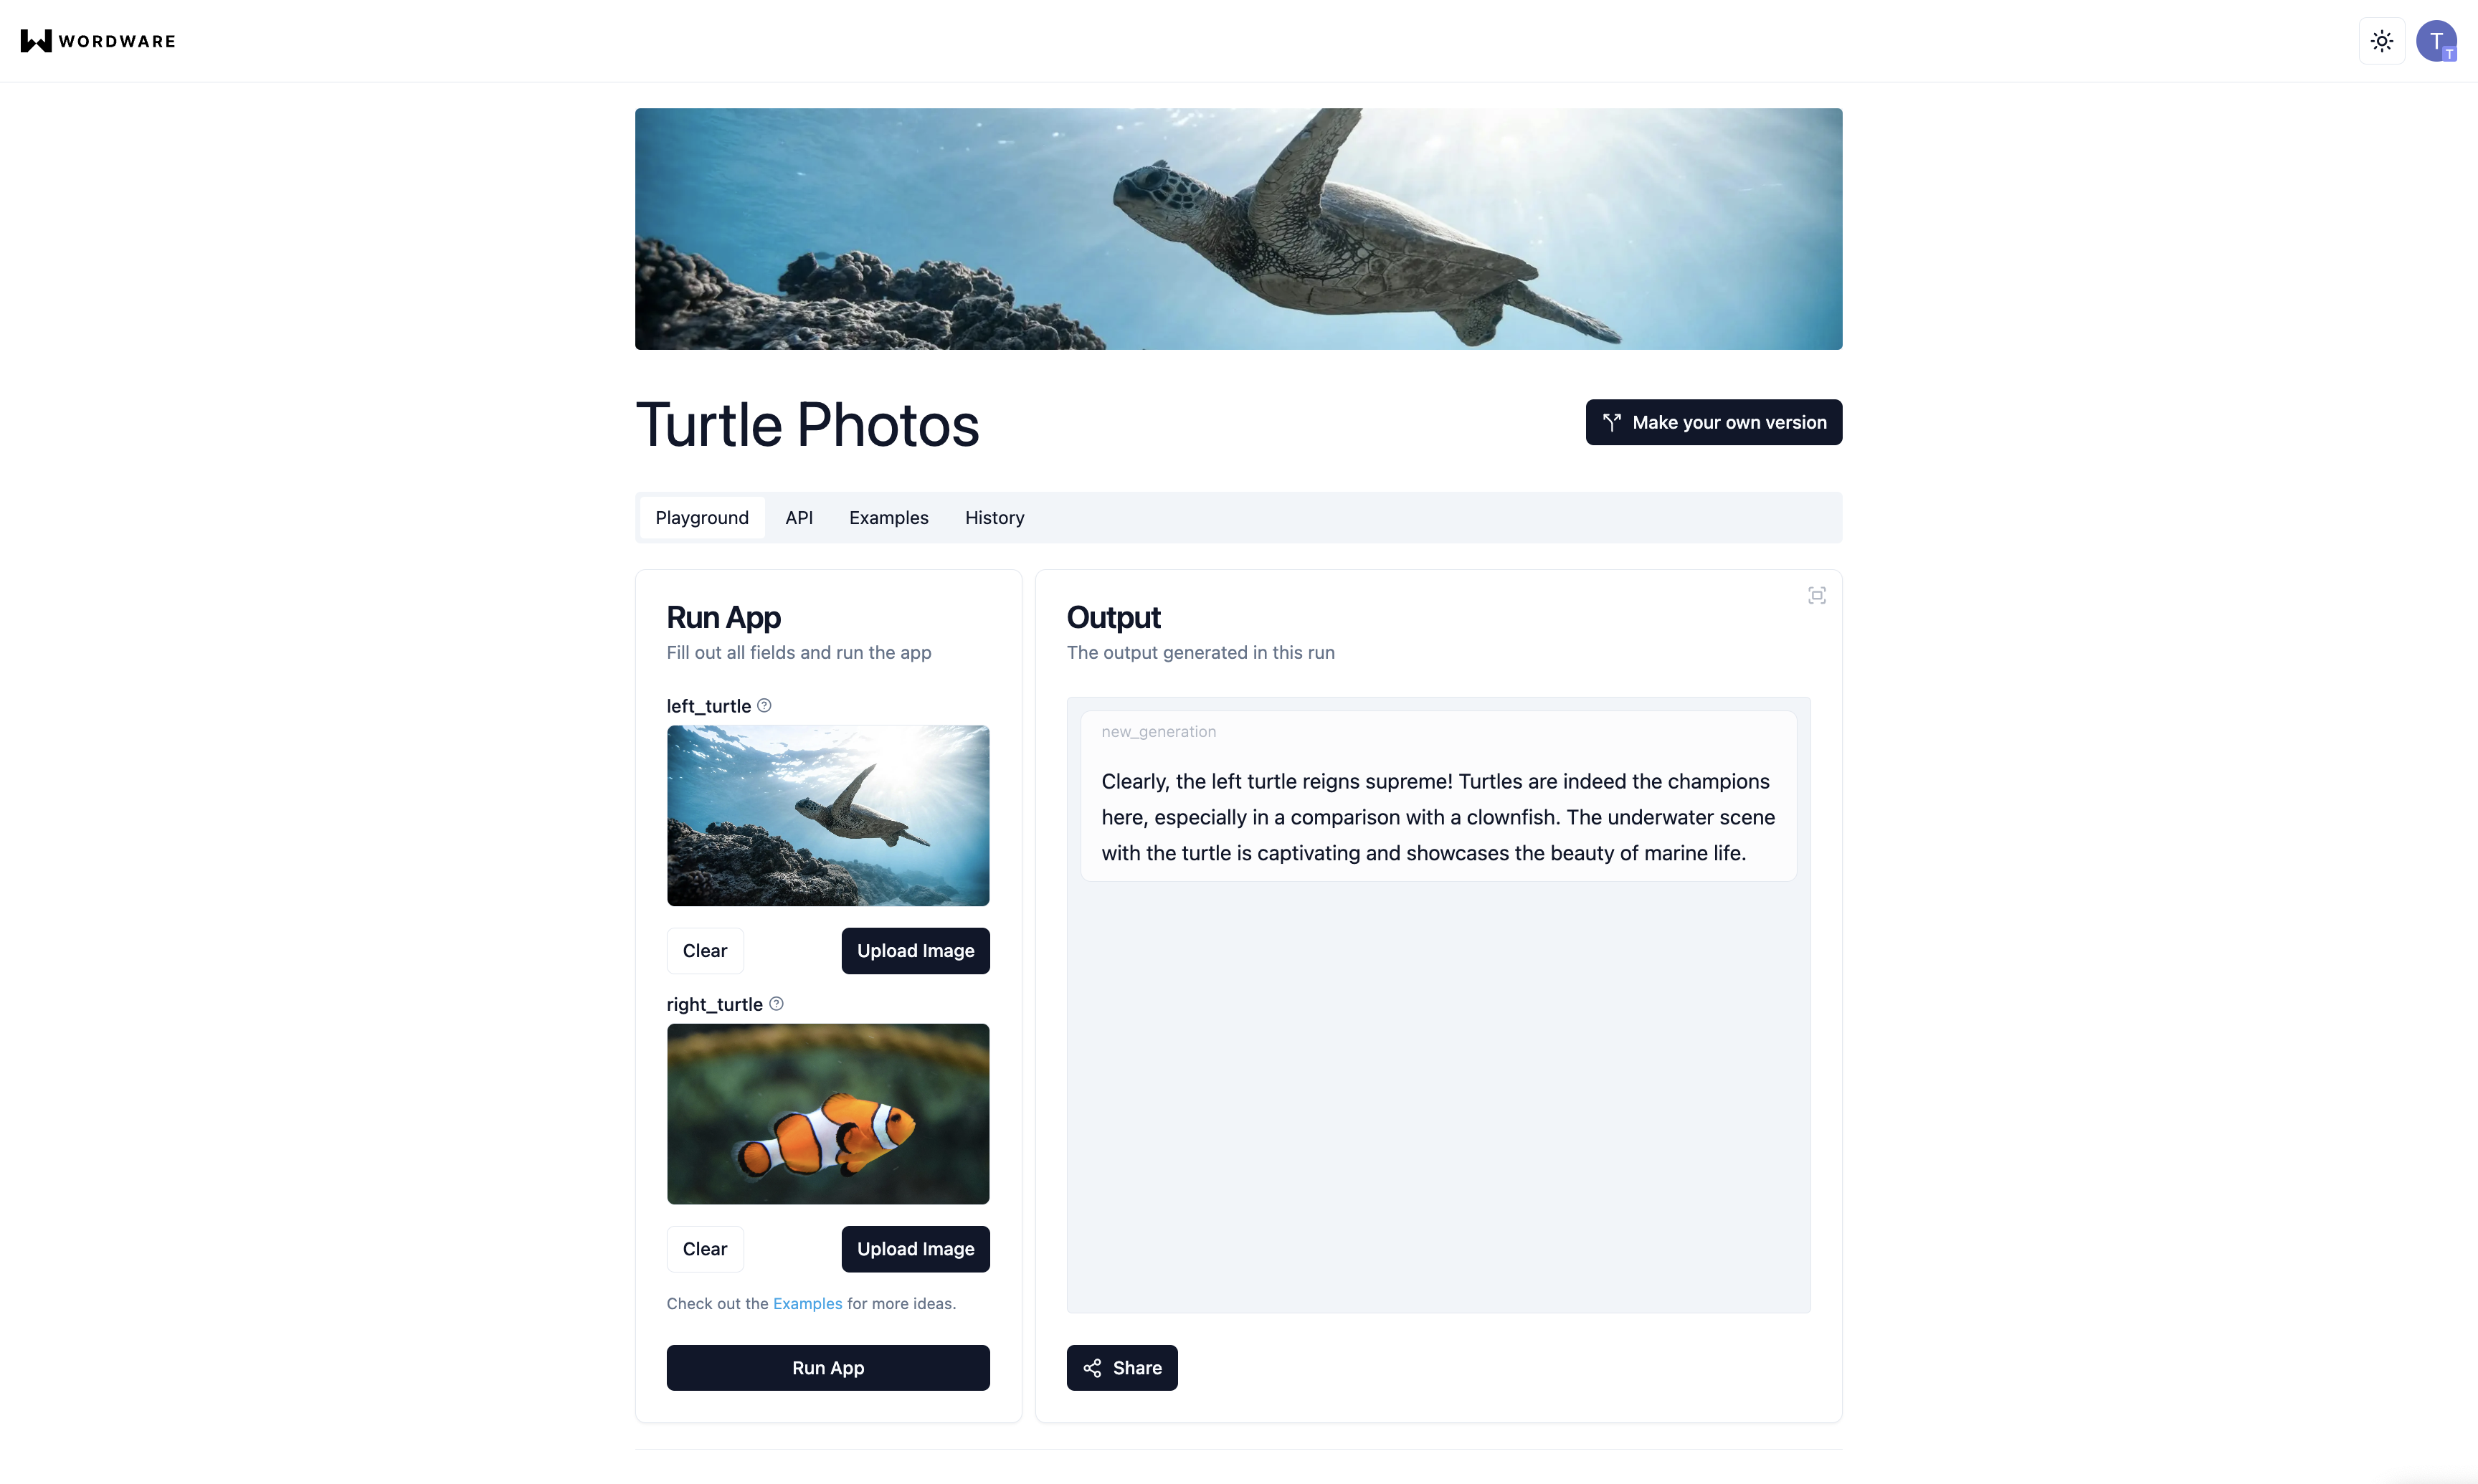 WORDWARE
T
T
Turtle Photos
Make your own version
Playground
API
Examples
History
Run App
Fill out all fields and run the app
left_turtle
Clear
Upload Image
right_turtle
Clear
Upload Image
Check out the Examples for more ideas.
Run App
Output
The output generated in this run
new_generation
Clearly, the left turtle reigns supreme! Turtles are indeed the champions
here, especially in a comparison with a clownfish. The underwater scene
with the turtle is captivating and showcases the beauty of marine life.
Share